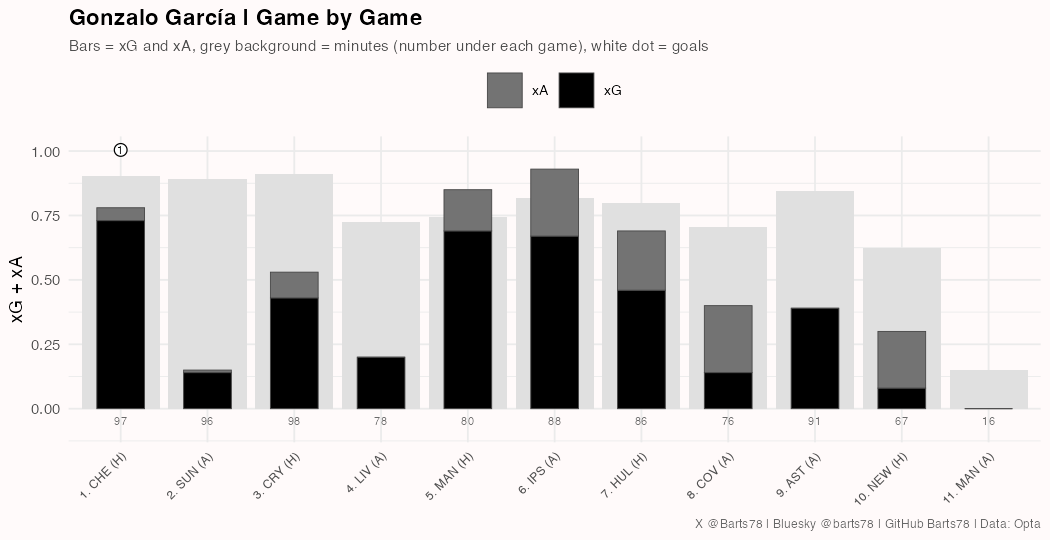 Gonzalo García | Game by Game
Bars = xG and xA, grey background = minutes (number under each game), white dot = goals
xA
xG
xG + xA
1.00
0.75
0.50
0.25
0.00
1
97
96
98
78
80
88
86
76
91
67
16
1. CHE (H)
2. SUN (A)
3. CRY (H)
4. LIV (A)
5. MAN (H)
6. IPS (A)
7. HUL (H)
8. COV (A)
9. AST (A)
10. NEW (H)
11. MAN (A)
X @Barts78 | Bluesky @barts78 | GitHub Barts78 | Data: Opta